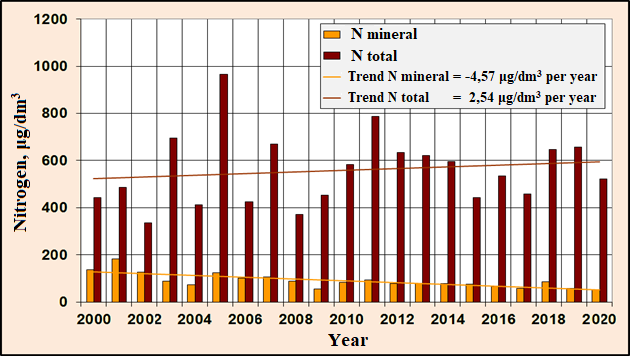 1200
1000
800
600
400
200
0
Nitrogen, µg/dm³
N mineral
N total
Trend N mineral = -4,57 µg/dm³ per year
Trend N total = 2,54 µg/dm³ per year
2000 2002 2004 2006 2008 2010 2012 2014 2016 2018 2020
Year